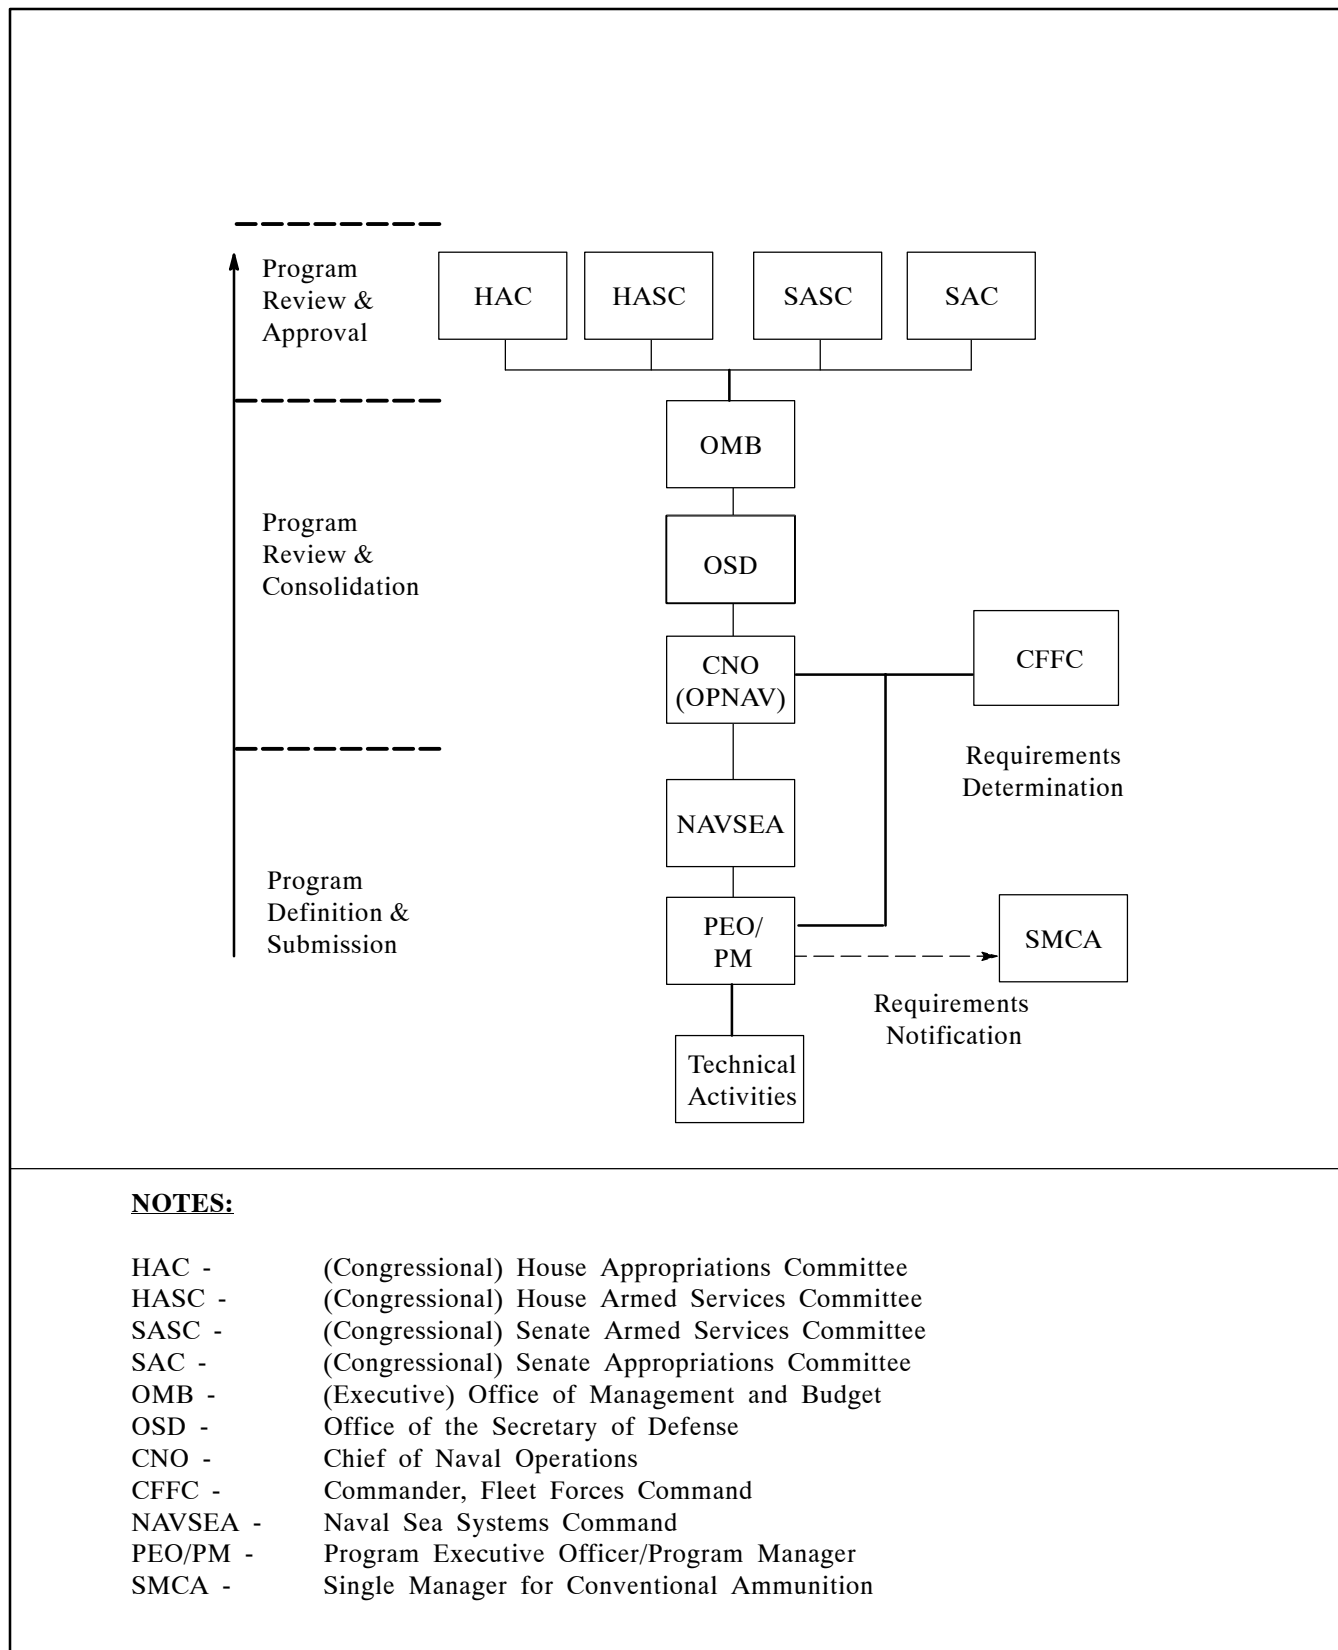 Program
Review &
Approval
HAC
HASC
SASC
SAC
OMB
Program
Review &
Consolidation
OSD
CNO
(OPNAV)
CFFC
Requirements
Determination
NAVSEA
Program
Definition &
Submission
PEO/
PM
SMCA
Requirements
Notification
Technical
Activities
NOTES:
HAC - (Congressional) House Appropriations Committee
HASC - (Congressional) House Armed Services Committee
SASC - (Congressional) Senate Armed Services Committee
SAC - (Congressional) Senate Appropriations Committee
OMB - (Executive) Office of Management and Budget
OSD - Office of the Secretary of Defense
CNO - Chief of Naval Operations
CFFC - Commander, Fleet Forces Command
NAVSEA - Naval Sea Systems Command
PEO/PM - Program Executive Officer/Program Manager
SMCA - Single Manager for Conventional Ammunition